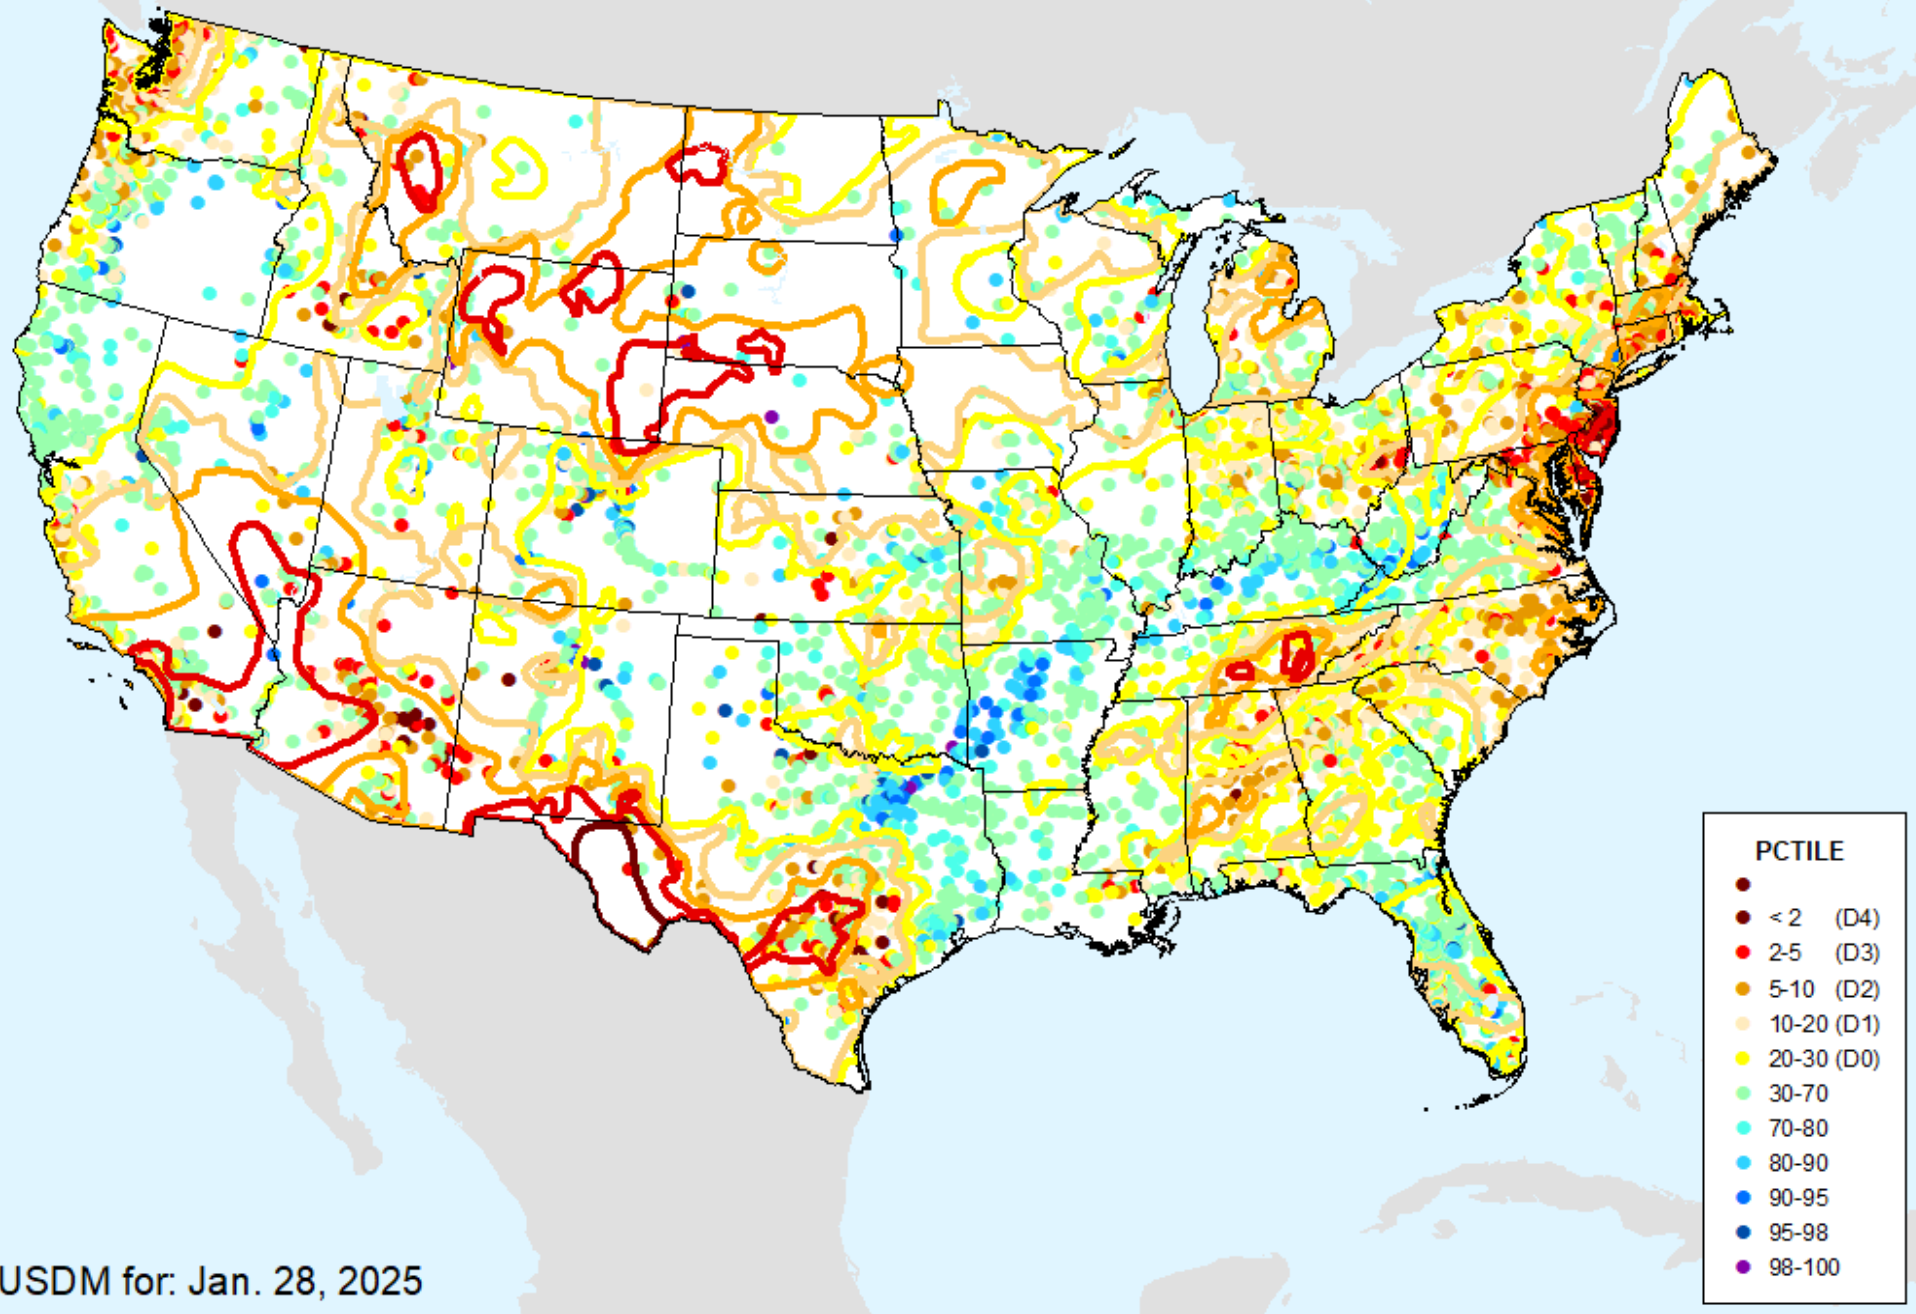 PCTILE
< 2 (D4)
2-5 (D3)
5-10 (D2)
10-20 (D1)
20-30 (D0)
30-70
70-80
80-90
90-95
95-98
98-100
USDM for: Jan. 28, 2025